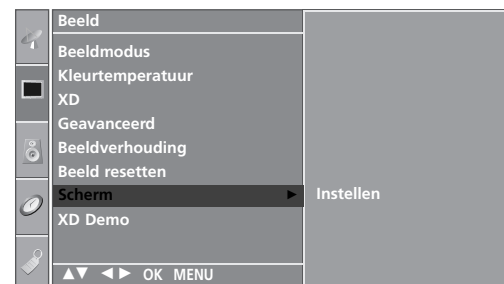 Beeld
Beeldmodus
Kleurtemperatuur
XD
Geavanceerd
Beeldverhouding
Beeld resetten
Scherm ► Instellen
XD Demo
▲▼ ◄► OK MENU